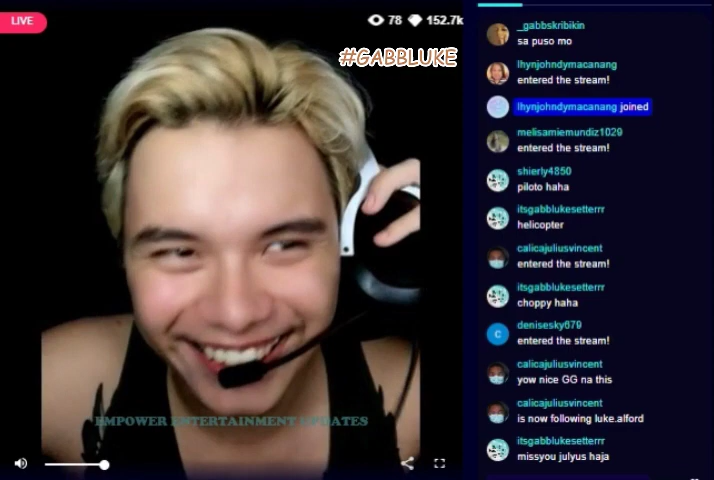 LIVE
78 152.7k
#GABBLUKE
EMPOWER ENTERTAINMENT UPDATES
_gabbskribikin
sa puso mo
lhynjohndymacanang
entered the stream!
lhynjohndymacanang joined
melisamiemundiz1029
entered the stream!
shierly4850
piloto haha
itsgabblukesetterrr
helicopter
calicajuliusvincent
entered the stream!
itsgabblukesetterrr
choppy haha
C
denisesky679
entered the stream!
calicajuliusvincent
yow nice GG na this
calicajuliusvincent
is now following luke.alford
itsgabblukesetterrr
missyou julyus haja